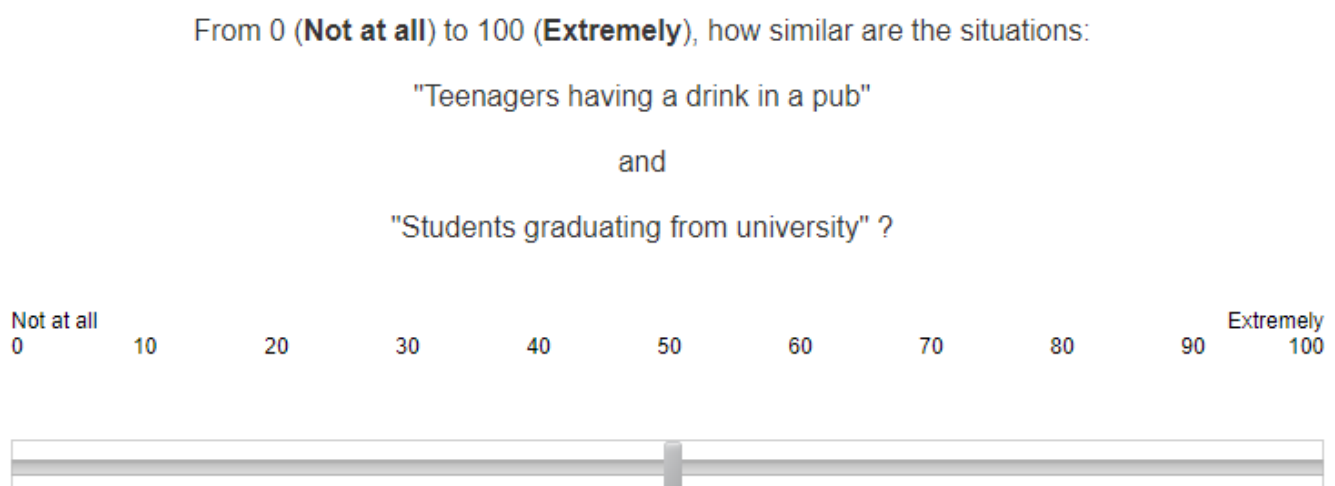 From 0 (Not at all) to 100 (Extremely), how similar are the situations:
"Teenagers having a drink in a pub"
and
"Students graduating from university" ?
Not at all Extremely
0 10 20 30 40 50 60 70 80 90 100